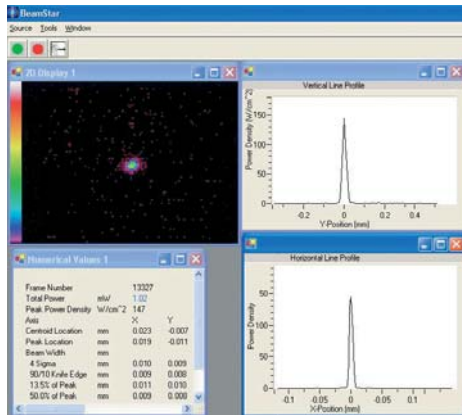 BeamStar
Source Tools Window
2D Display 1
Vertical Line Profile
Power Density (W/cm^2)
150
100
50
0
-0.2 0 0.2 0.4
Y-Position (mm)
Numerical Values 1
Frame Number 13327
Total Power mW 1.02
Peak Power Density W/cm^2 147
Axis X Y
Centroid Location mm 0.023 -0.007
Peak Location mm 0.019 -0.011
Beam Width mm
4 Sigma mm 0.010 0.009
90/10 Knife Edge mm 0.009 0.008
13.5% of Peak mm 0.011 0.010
50.0% of Peak mm 0.009 0.008
Horizontal Line Profile
Power Density
50
100
50
0
-0.1 -0.05 0 0.05 0.1
X-Position (mm)